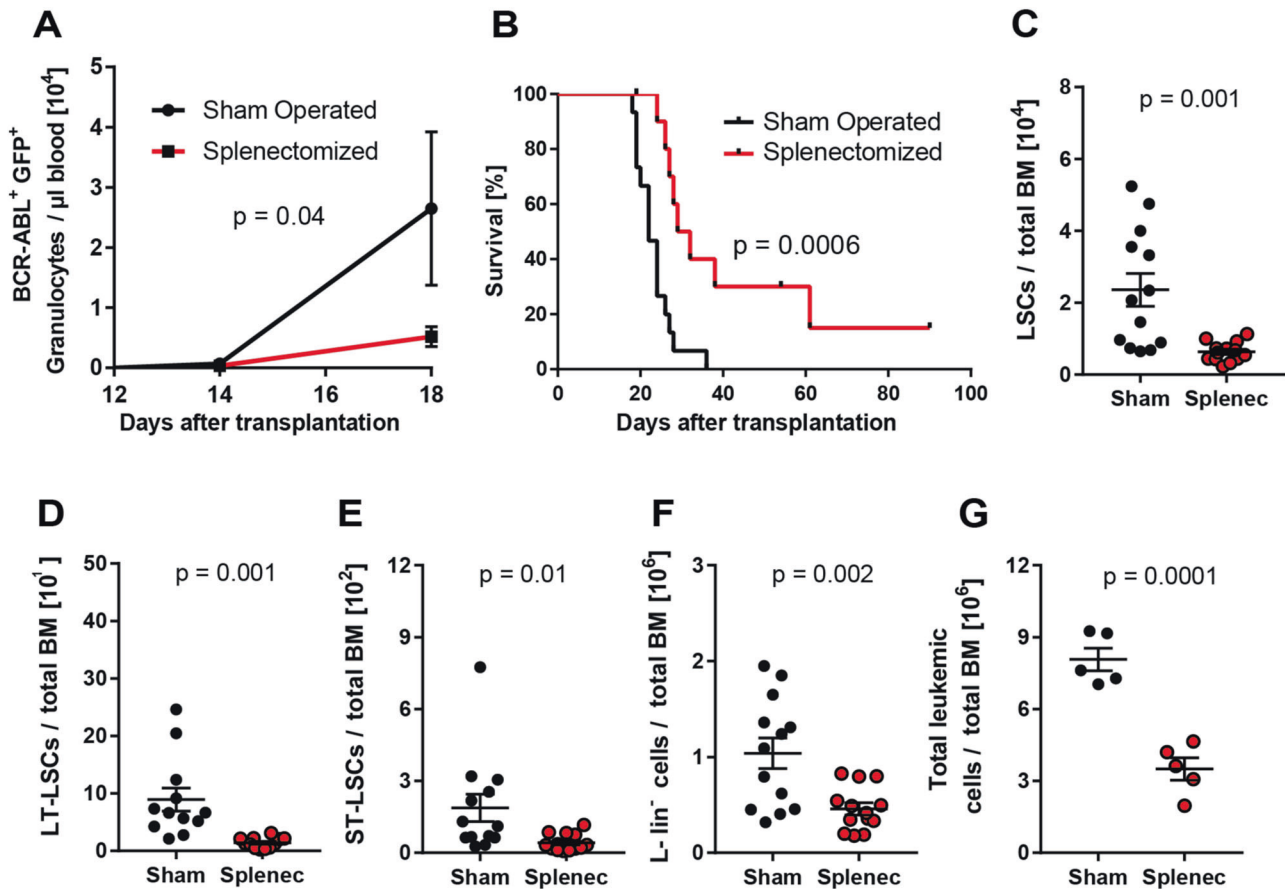 A
BCR-ABL⁺ GFP⁺
Granulocytes / µl blood [10⁴]
5
4
3
2
1
0
Sham Operated
Splenectomized
p = 0.04
12
14
16
18
Days after transplantation
B
Survival [%]
100
80
60
40
20
0
Sham Operated
Splenectomized
p = 0.0006
0
20
40
60
80
100
Days after transplantation
C
LSCs / total BM [10⁴]
8
6
4
2
0
p = 0.001
Sham
Splenec
D
LT-LSCs / total BM [10¹]
50
40
30
20
10
0
p = 0.001
Sham
Splenec
E
ST-LSCs / total BM [10²]
12
9
6
3
0
p = 0.01
Sham
Splenec
F
L- lin⁻ cells / total BM [10⁶]
3
2
1
0
p = 0.002
Sham
Splenec
G
Total leukemic
cells / total BM [10⁶]
12
9
6
3
0
p = 0.0001
Sham
Splenec